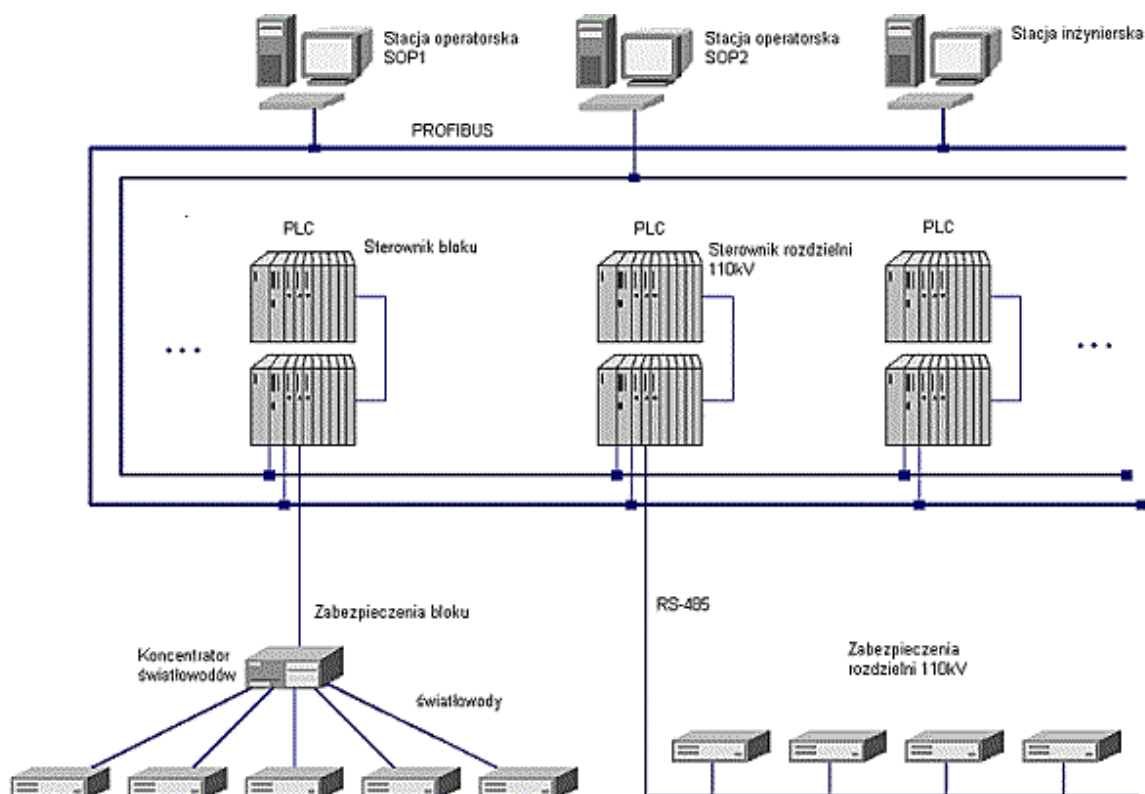 Stacja operatorska
SOP1
Stacja operatorska
SOP2
Stacja inżynierska
PROFIBUS
PLC
Sterownik bloku
PLC
Sterownik rozdzielni
110kV
PLC
...
...
Zabezpieczenia bloku
RS-485
Koncentrator
światłowodów
światłowody
Zabezpieczenia
rozdzielni 110kV